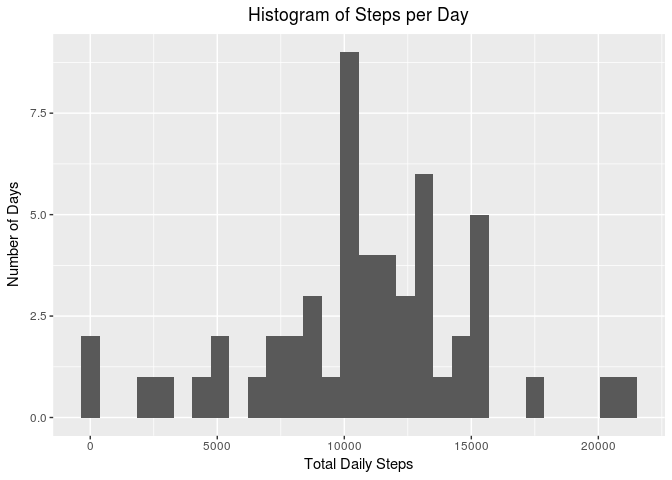 Histogram of Steps per Day
Number of Days
7.5
5.0
2.5
0.0
0 5000 10000 15000 20000
Total Daily Steps